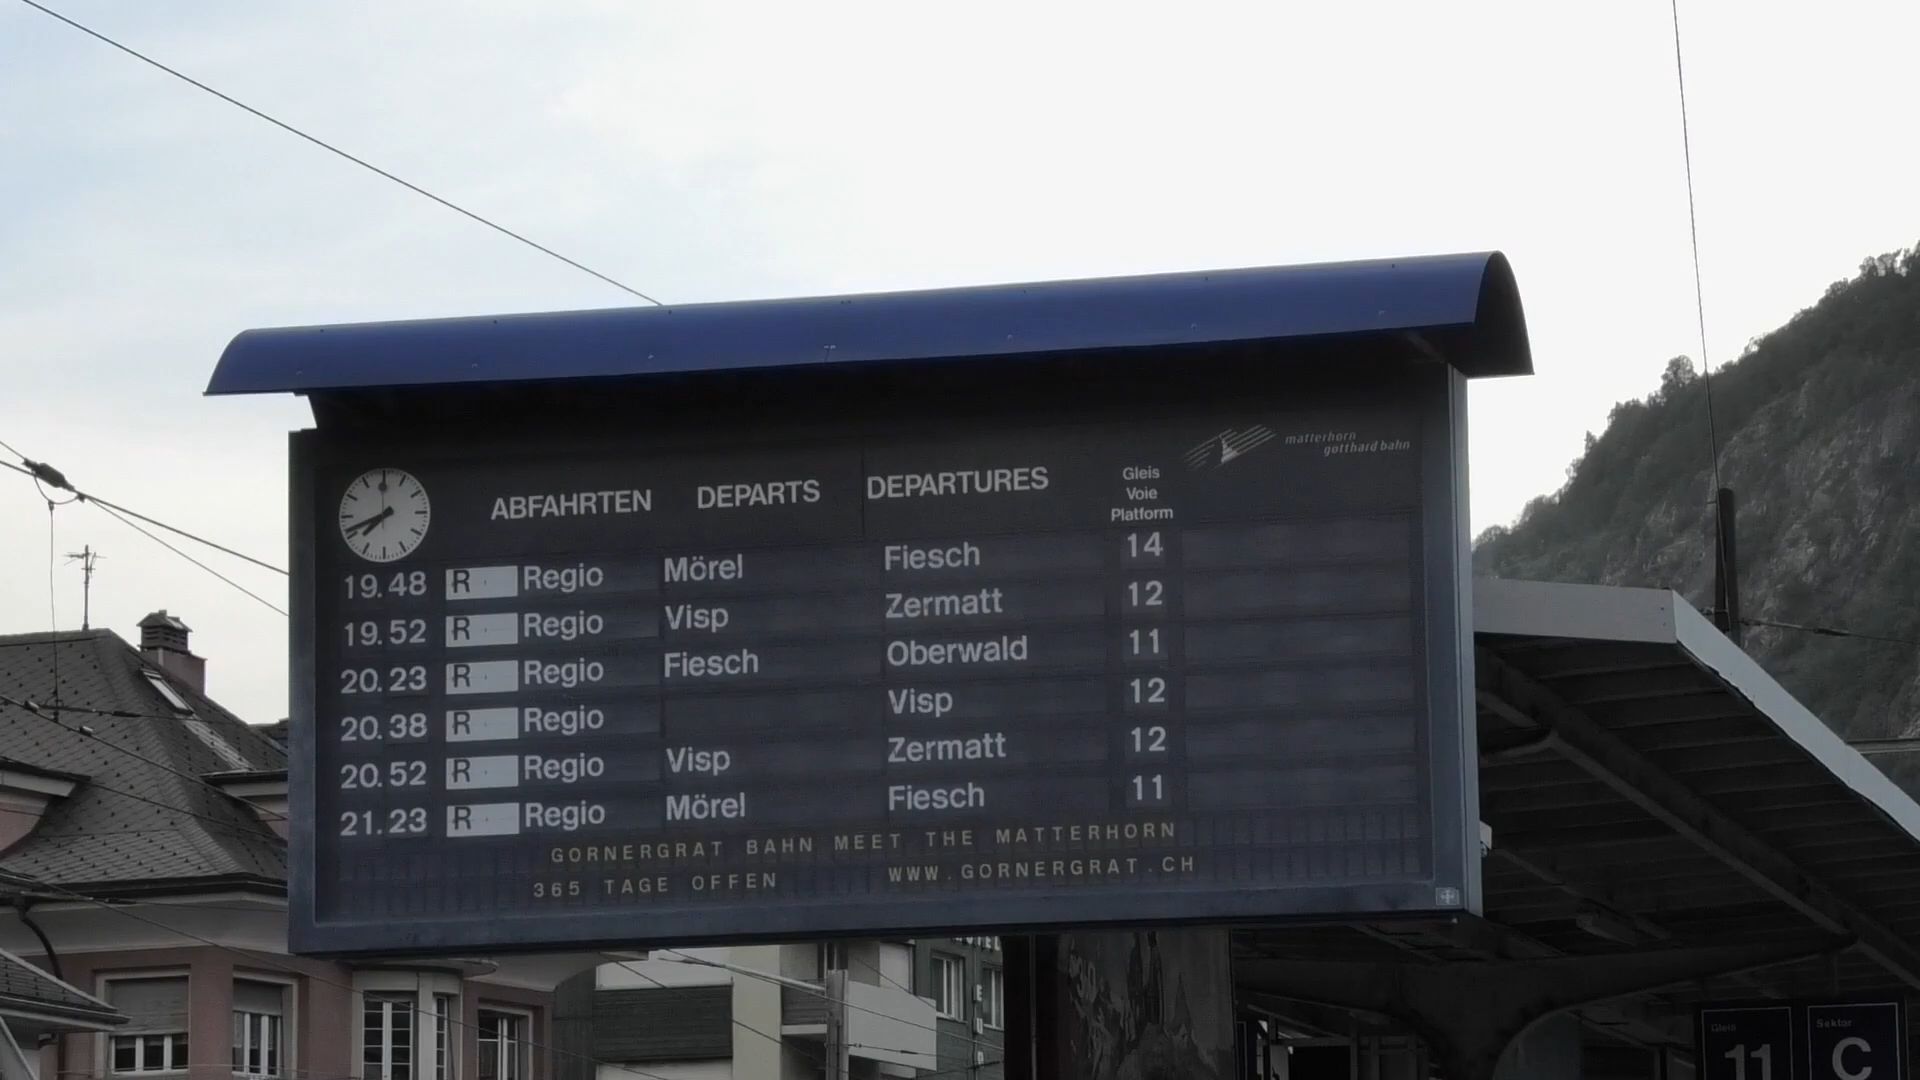 matterhorn
gotthard bahn
ABFAHRTEN DEPARTS DEPARTURES Gleis
Voie
Platform
19.48 R Regio Mörel Fiesch 14
19.52 R Regio Visp Zermatt 12
20.23 R Regio Fiesch Oberwald 11
20.38 R Regio Visp 12
20.52 R Regio Visp Zermatt 12
21.23 R Regio Mörel Fiesch 11
GORNERGRAT BAHN MEET THE MATTERHORN
365 TAGE OFFEN WWW.GORNERGRAT.CH
Gleis Sektor
11 C